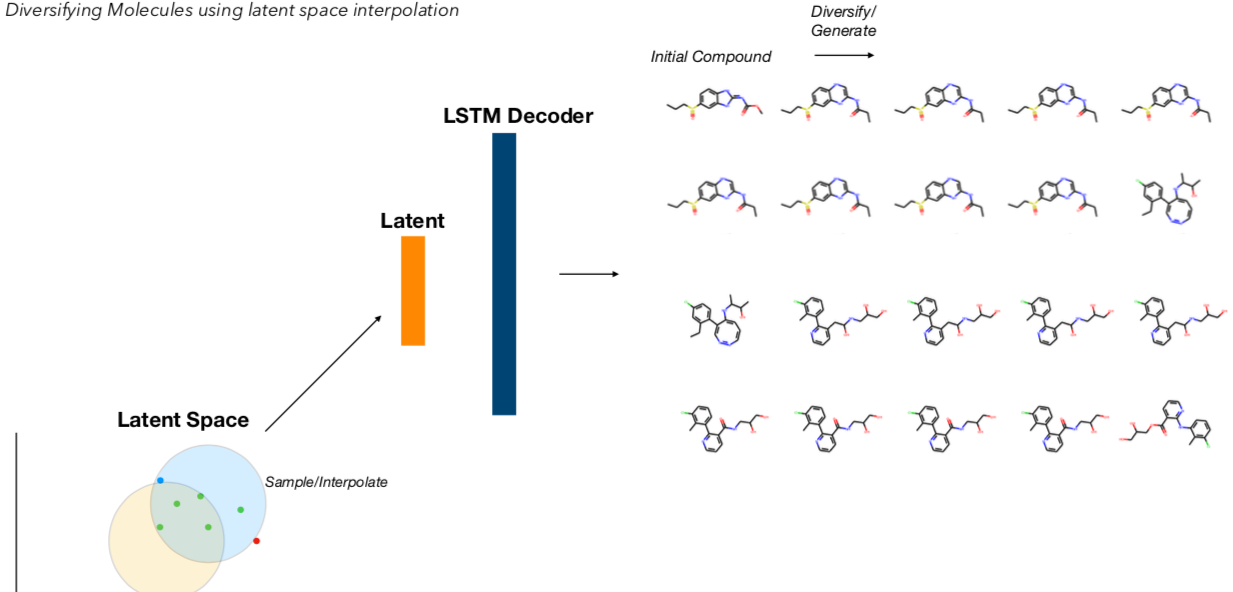 Diversifying Molecules using latent space interpolation
Diversify/
Generate
Initial Compound
LSTM Decoder
Latent
Latent Space
Sample/Interpolate